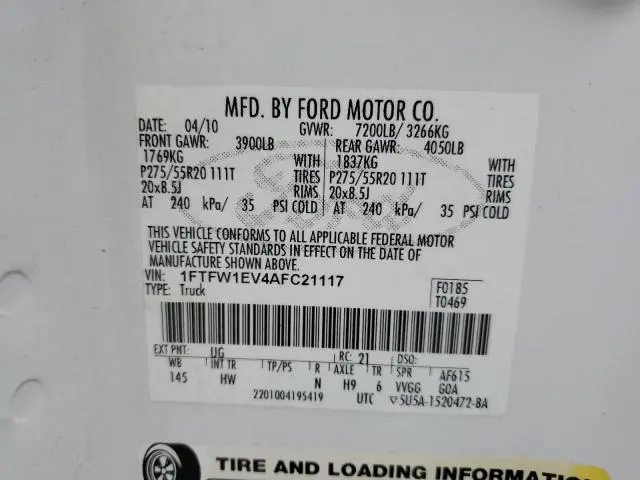 MFD. BY FORD MOTOR CO.
DATE: 04/10 GVWR: 7200LB/ 3266KG
FRONT GAWR: 3900LB REAR GAWR: 4050LB
1769KG WITH 1837KG WITH
P275/55R20 111T TIRES P275/55R20 111T TIRES
20x8.5J RIMS 20x8.5J RIMS
AT 240 kPa/ 35 PSI COLD AT 240 kPa/ 35 PSI COLD
THIS VEHICLE CONFORMS TO ALL APPLICABLE FEDERAL MOTOR
VEHICLE SAFETY STANDARDS IN EFFECT ON THE DATE OF
MANUFACTURE SHOWN ABOVE.
VIN: 1FTFW1EV4AFC21117 F0185
TYPE: Truck T0469
EXT PNT: UG RC: 21 DSO:
WB INT TR TP/PS R AXLE TR SPR AF615
145 HW N H9 6 VVGG GOA
2201004195419 UTC ▽5U5A-1520472-BA
TIRE AND LOADING INFORMATION